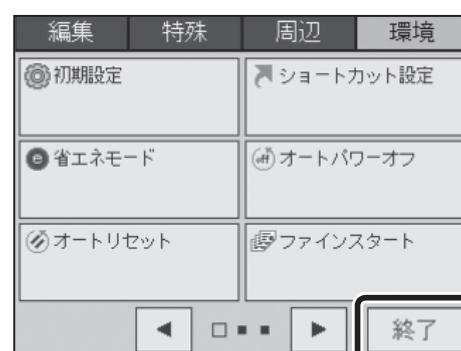 編集 特殊 周辺 環境
初期設定 ショートカット設定
省エネモード オートパワーオフ
オートリセット ファインスタート
終了